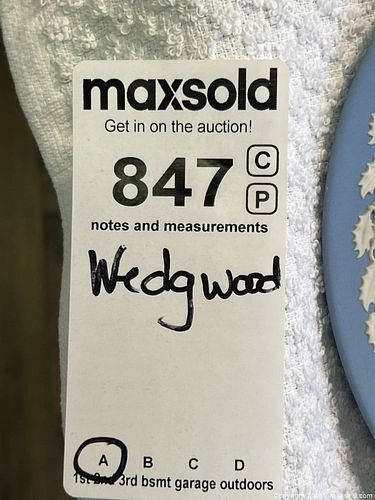 maxsold
Get in on the auction!
847
C
P
notes and measurements
Wedgwood
A B C D
1st 2nd 3rd bsmt garage outdoors